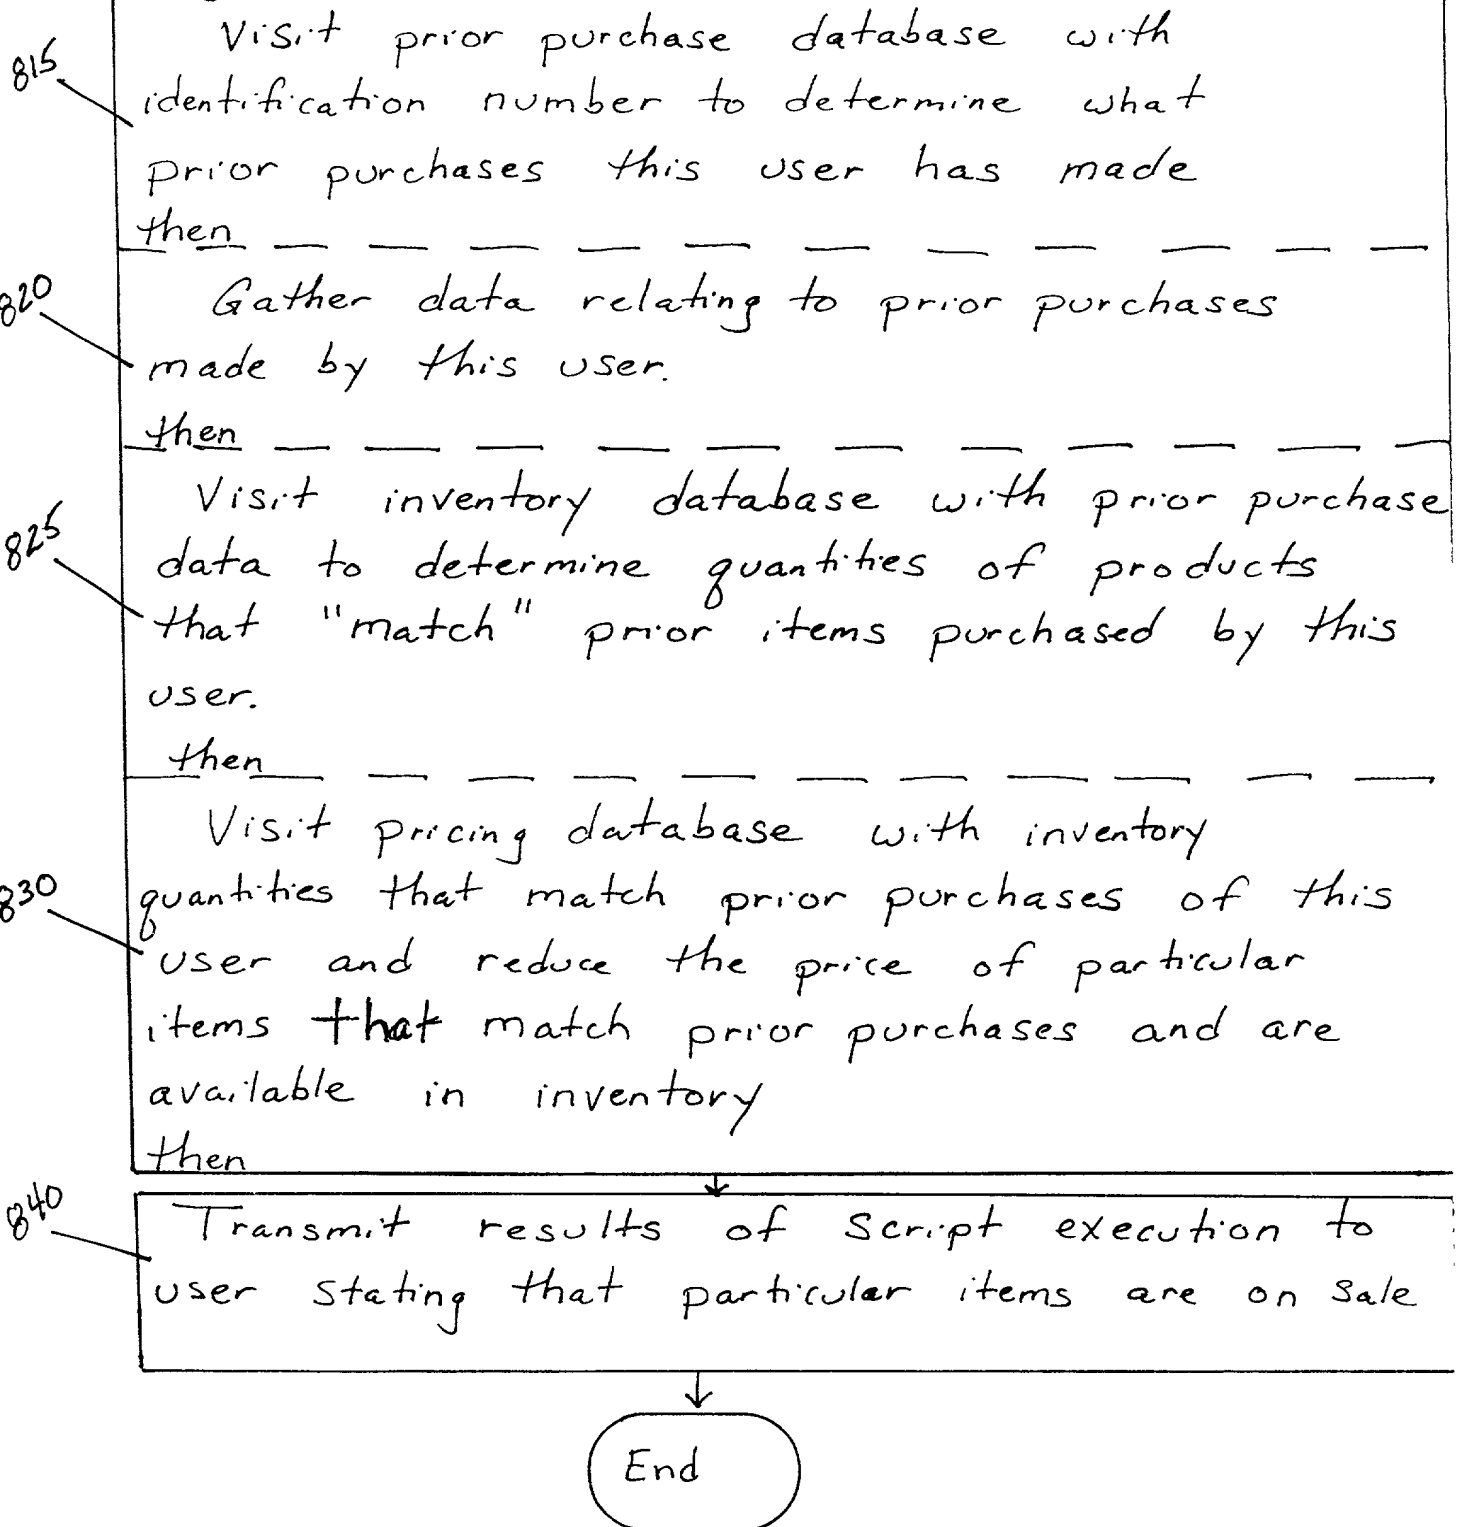 Visit prior purchase database with
815
identification number to determine what
prior purchases this user has made
then
820
Gather data relating to prior purchases
made by this user.
then
Visit inventory database with prior purchase
825
data to determine quantities of products
that "match" prior items purchased by this
user.
then
Visit pricing database with inventory
830
quantities that match prior purchases of this
user and reduce the price of particular
items that match prior purchases and are
available in inventory
then
840
Transmit results of script execution to
user stating that particular items are on sale
End